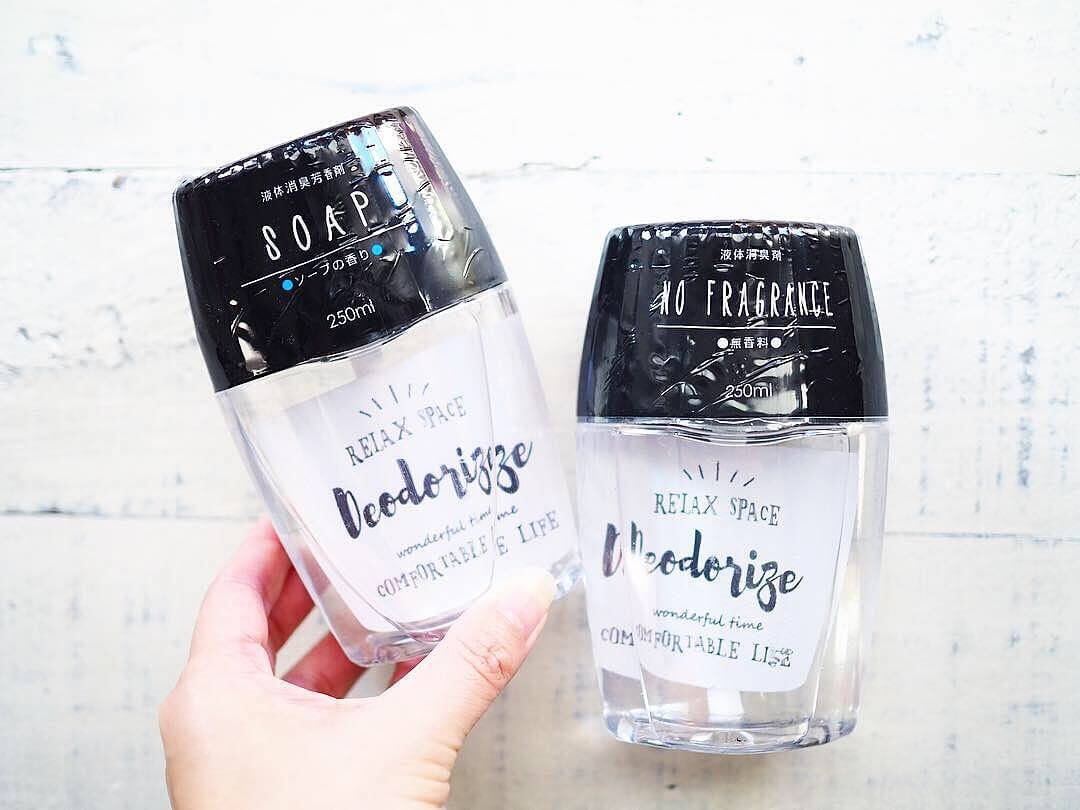 液体消臭芳香剤
SOAP
ソープの香り
250ml
RELAX SPACE
Deodorize
wonderful time
COMFORTABLE LIFE
液体消臭剤
NO FRAGRANCE
無香料
250ml
RELAX SPACE
Deodorize
wonderful time
COMFORTABLE LIFE